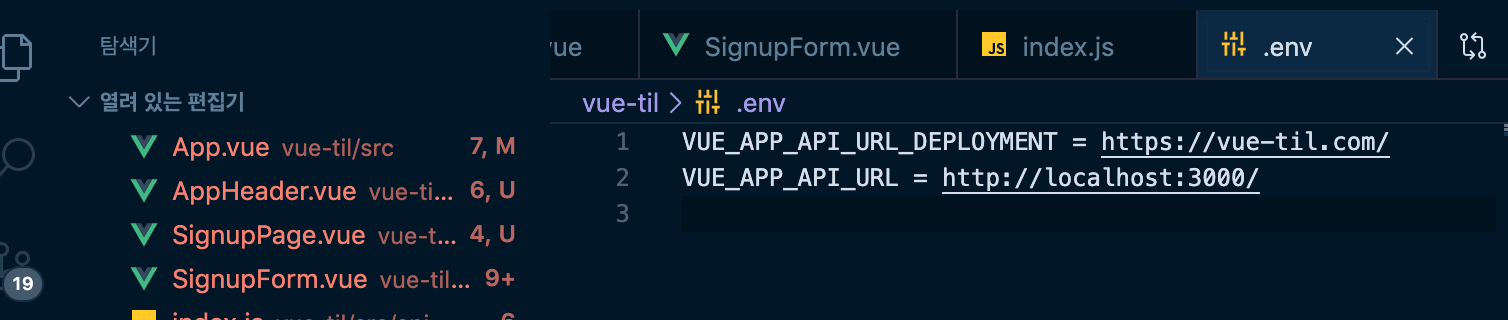 탐색기
열려 있는 편집기
App.vue vue-til/src 7, M
AppHeader.vue vue-ti... 6, U
SignupPage.vue vue-t... 4, U
SignupForm.vue vue-til... 9+
19
vue
SignupForm.vue
JS index.js
.env
vue-til > .env
1 VUE_APP_API_URL_DEPLOYMENT = https://vue-til.com/
2 VUE_APP_API_URL = http://localhost:3000/
3